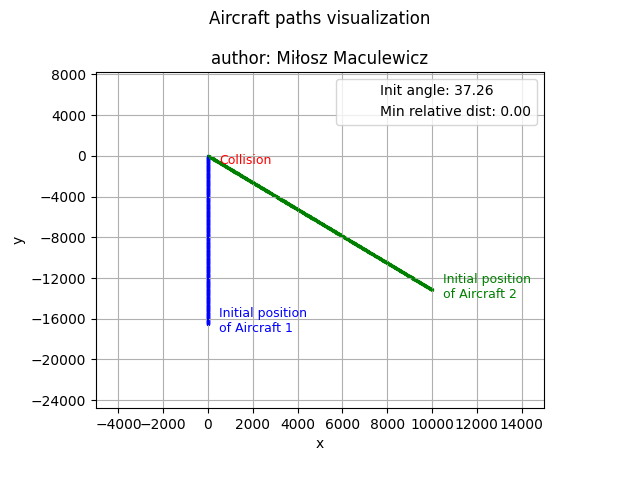 Aircraft paths visualization
author: Miłosz Maculewicz
Init angle: 37.26
Min relative dist: 0.00
8000
4000
0
−4000
−8000
−12000
−16000
−20000
−24000
y
Collision
Initial position
of Aircraft 2
Initial position
of Aircraft 1
−4000 −2000 0 2000 4000 6000 8000 10000 12000 14000
x